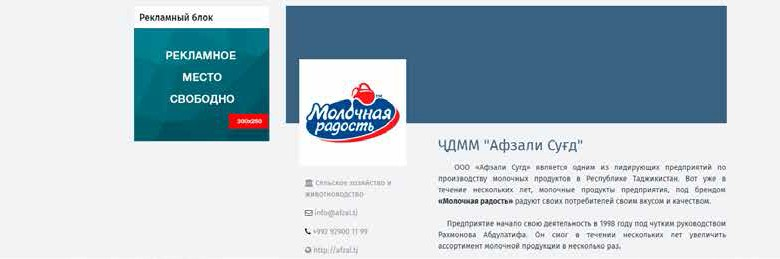 Рекламный блок
РЕКЛАМНОЕ
МЕСТО
СВОБОДНО
300x250
Молочная
радость
ҶДММ "Афзали Суғд"
ООО «Афзали Сугд» является одним из лидирующих предприятий по
производству молочных продуктов в Республике Таджикистан. Вот уже в
течение нескольких лет, молочные продукты предприятия, под брендом
«Молочная радость» радуют своих потребителей своим вкусом и качеством.
Предприятие начало свою деятельность в 1998 году под чутким руководством
Рахмонова Абдулатифа. Он смог в течении нескольких лет увеличить
ассортимент молочной продукции в несколько раз.
Сельское хозяйство и
животноводство
info@afzal.tj
+992 92900 11 99
http://afzal.tj